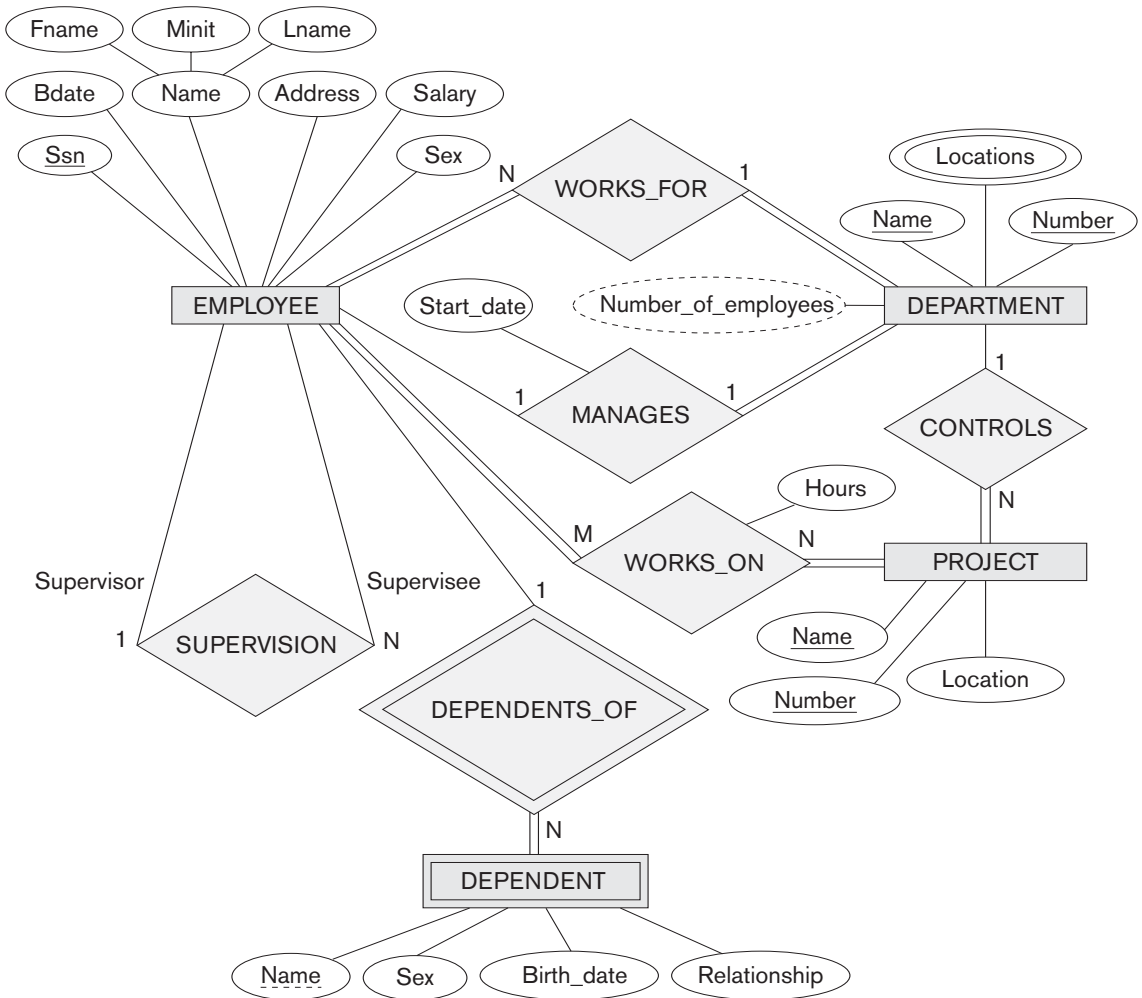 Fname
Minit
Lname
Bdate
Name
Address
Salary
Ssn
Sex
N
WORKS_FOR
1
Locations
Name
Number
EMPLOYEE
Start_date
Number_of_employees
DEPARTMENT
1
MANAGES
1
1
CONTROLS
N
Hours
M
WORKS_ON
N
PROJECT
Supervisor
Supervisee
1
SUPERVISION
N
1
Name
Number
Location
DEPENDENTS_OF
N
DEPENDENT
Name
Sex
Birth_date
Relationship